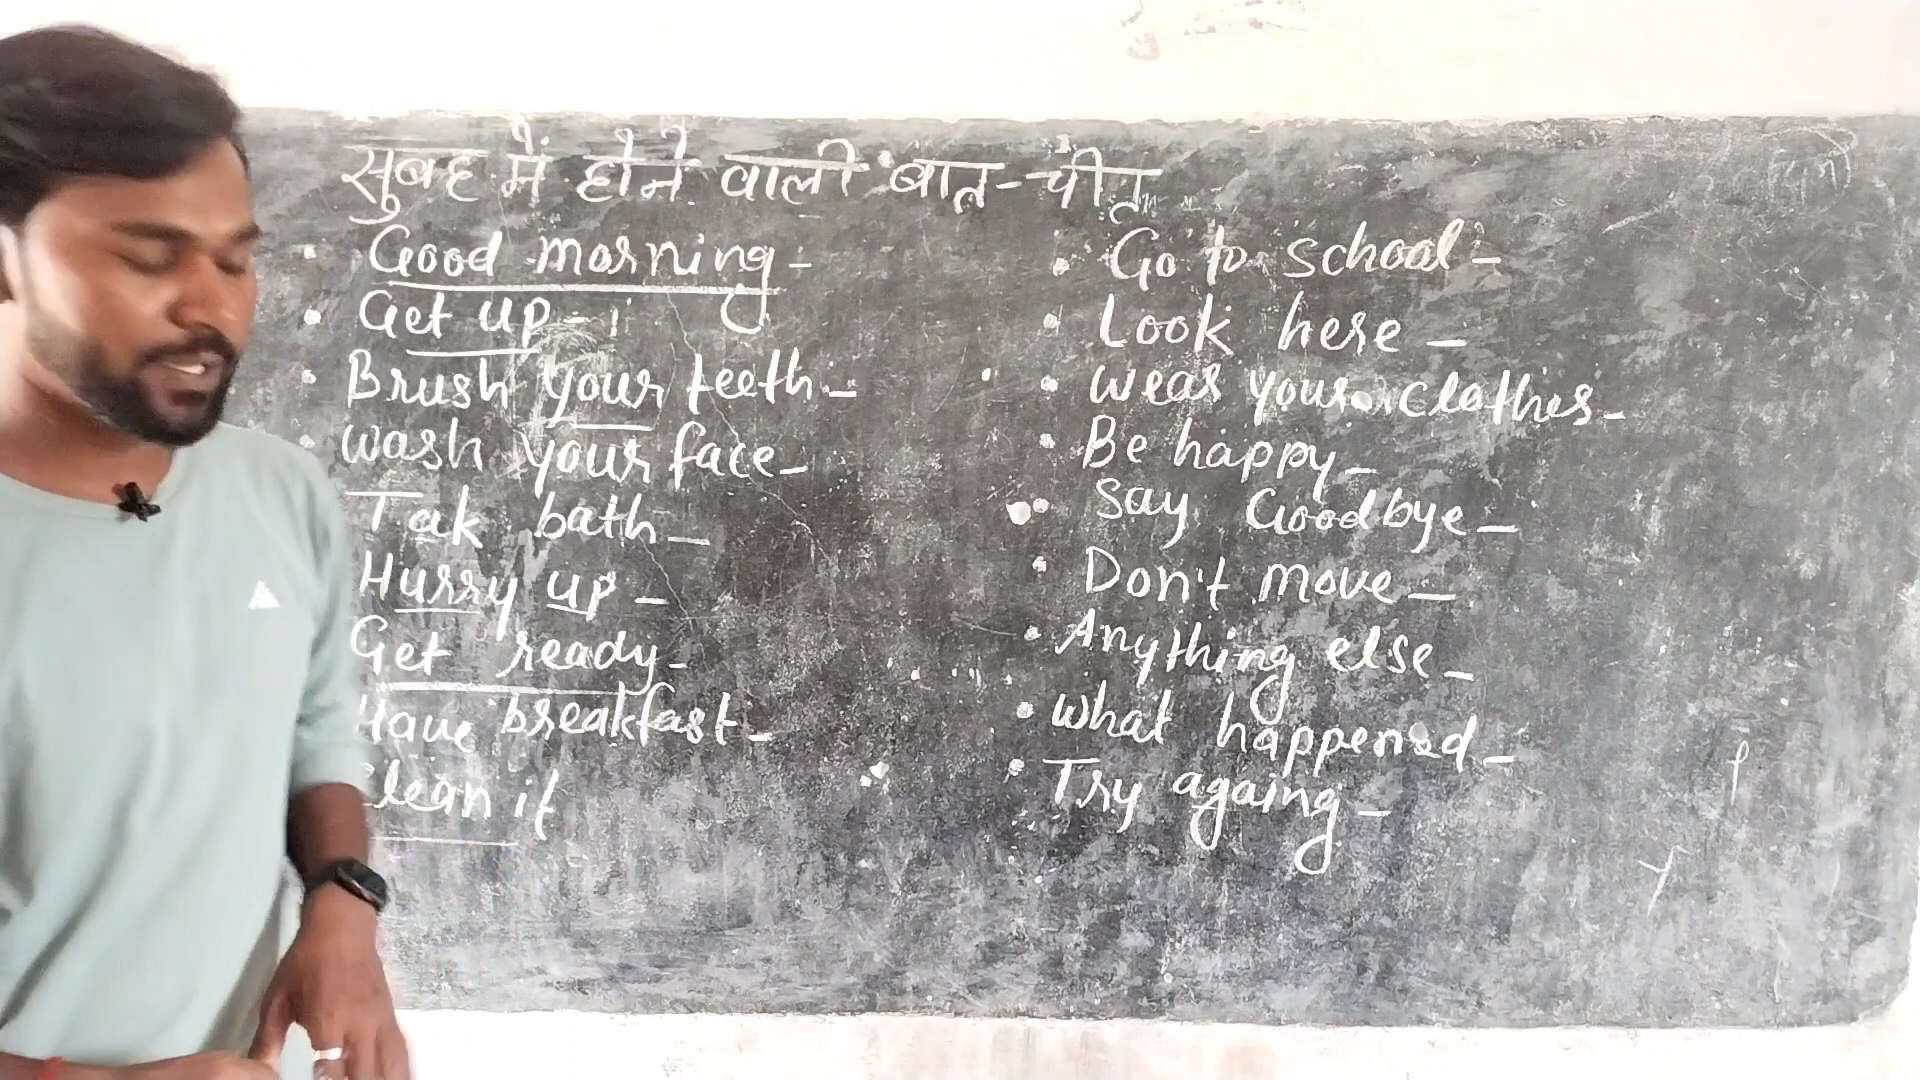 सुबह में होने वाली बात-चीत
Good morning -
Get up -
Brush your teeth -
Wash your face -
Tak bath -
Hurry up -
Get ready -
Have breakfast -
Clean it
Go to school -
Look here -
Wear your clothes -
Be happy -
Say Goodbye -
Don't move -
Anything else -
What happened -
Try againg -